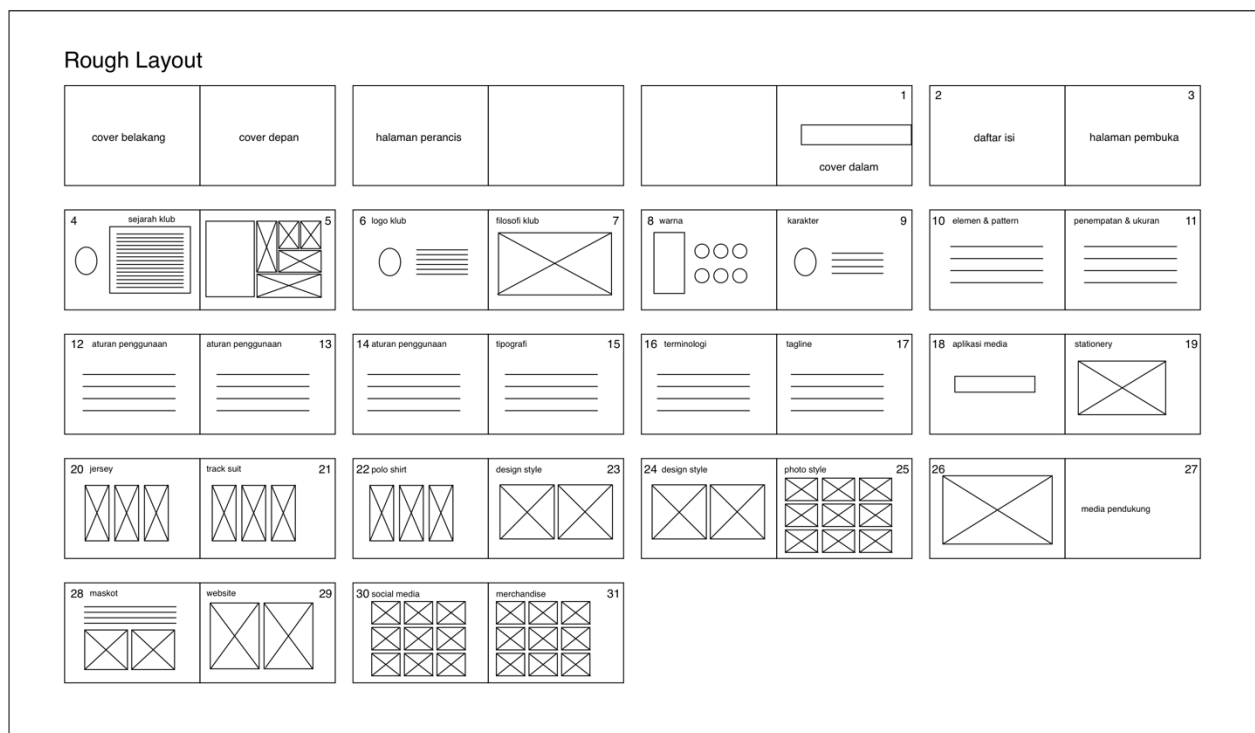 Rough Layout
cover belakang
cover depan
halaman perancis
1
cover dalam
2
daftar isi
3
halaman pembuka
4
sejarah klub
5
6 logo klub
filosofi klub 7
8 warna
karakter 9
10 elemen & pattern
penempatan & ukuran 11
12 aturan penggunaan
aturan penggunaan 13
14 aturan penggunaan
tipografi 15
16 terminologi
tagline 17
18 aplikasi media
stationery 19
20 jersey
track suit 21
22 polo shirt
design style 23
24 design style
photo style 25
26
27
media pendukung
28 maskot
website 29
30 social media
merchandise 31